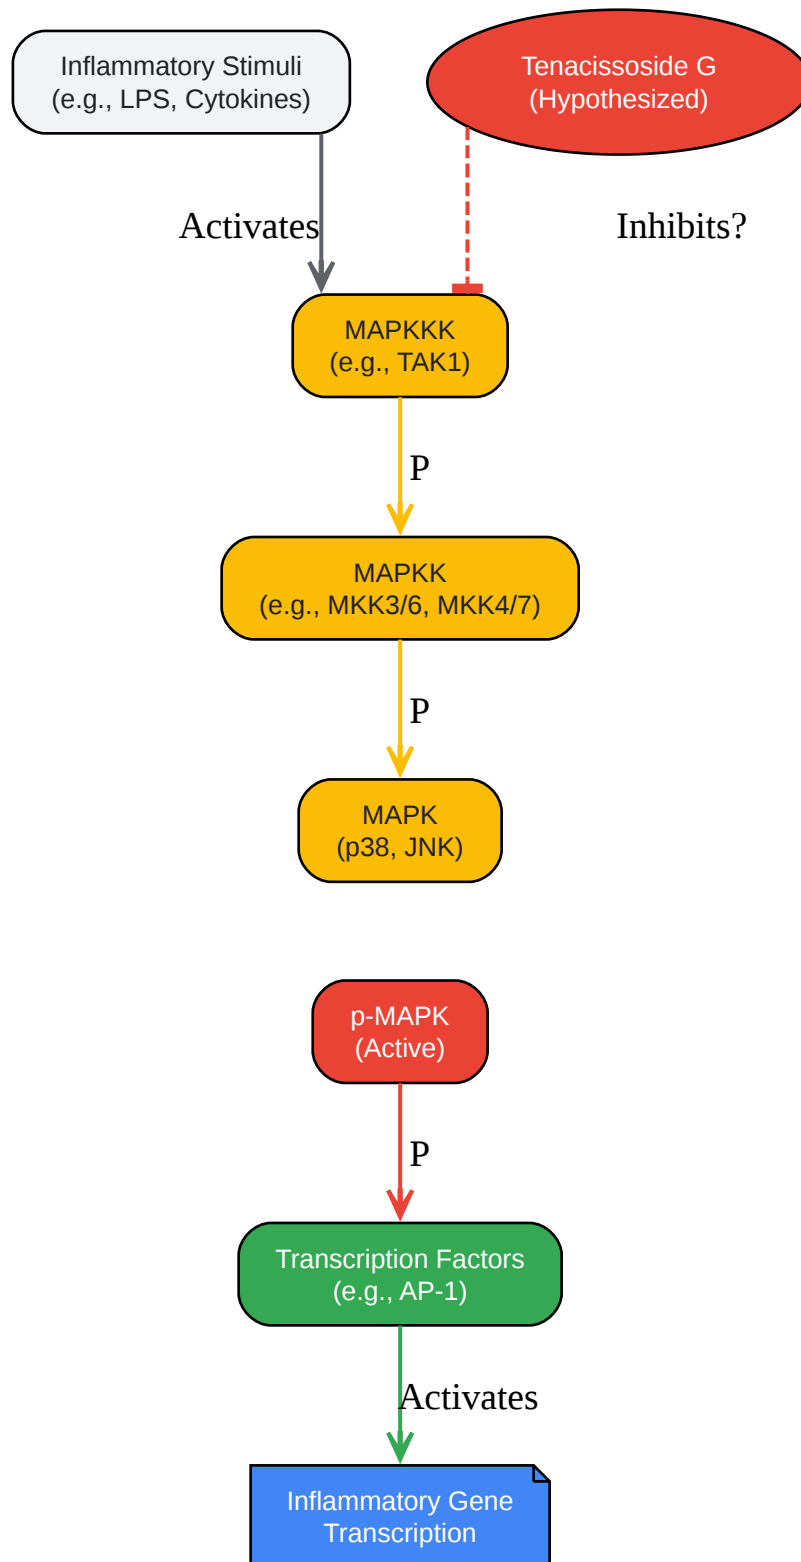 Inflammatory Stimuli
(e.g., LPS, Cytokines)
Tenacissoside G
(Hypothesized)
Activates
Inhibits?
MAPKKK
(e.g., TAK1)
P
MAPKK
(e.g., MKK3/6, MKK4/7)
P
MAPK
(p38, JNK)
p-MAPK
(Active)
P
Transcription Factors
(e.g., AP-1)
Activates
Inflammatory Gene
Transcription